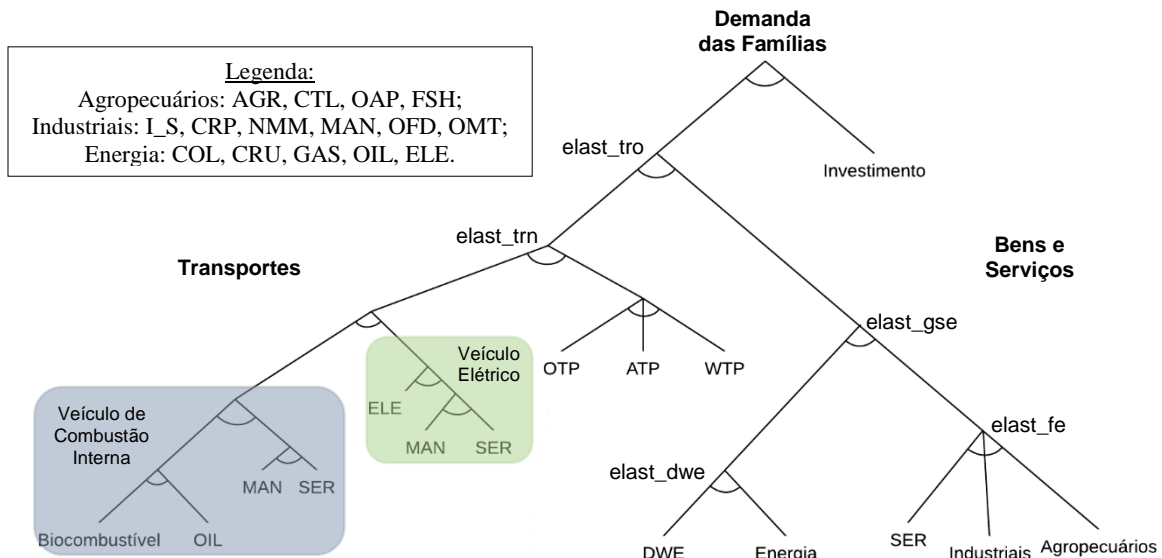 Demanda
das Famílias
Legenda:
Agropecuários: AGR, CTL, OAP, FSH;
Industriais: I_S, CRP, NMM, MAN, OFD, OMT;
Energia: COL, CRU, GAS, OIL, ELE.
elast_tro
Investimento
elast_trn
Transportes
Bens e
Serviços
elast_gse
Veículo
Elétrico
OTP
ATP
WTP
ELE
Veículo de
Combustão
Interna
MAN
SER
elast_fe
elast_dwe
MAN
SER
Biocombustível
OIL
SER
Industriais
Agropecuários
DWE
Energia